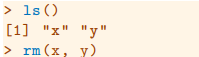 > ls()
[1] "x" "y"
> rm(x, y)